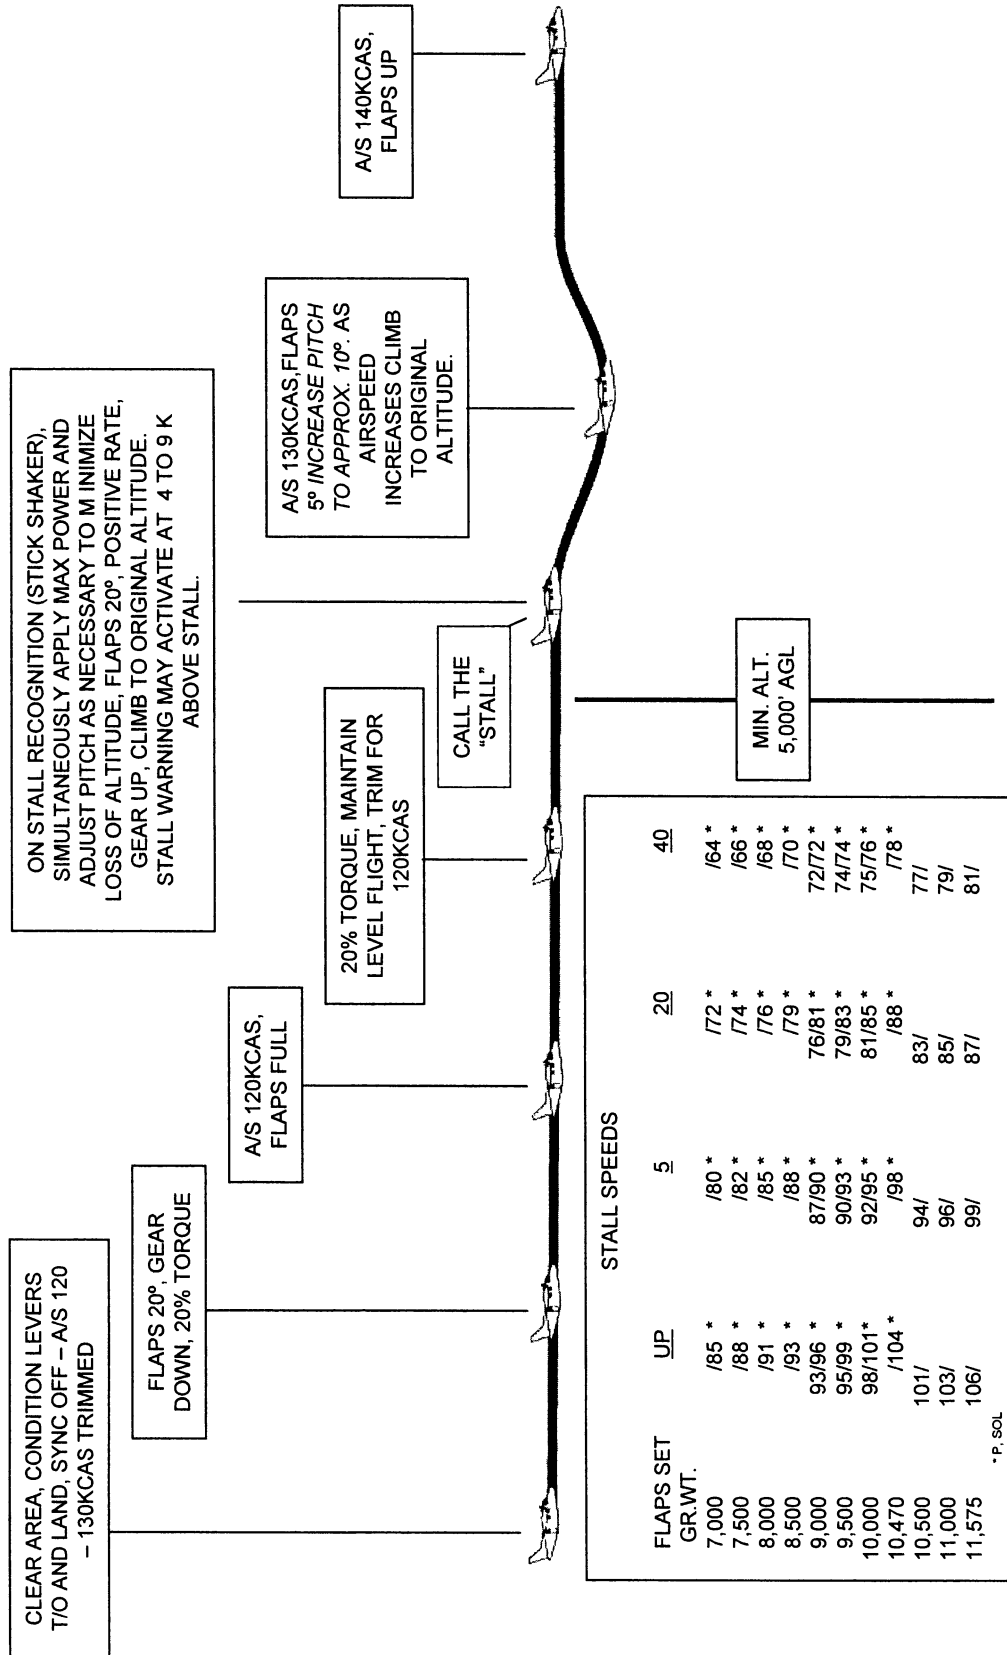 CLEAR AREA, CONDITION LEVERS
T/O AND LAND, SYNC OFF – A/S 120
– 130KCAS TRIMMED
FLAPS 20º, GEAR
DOWN, 20% TORQUE
A/S 120KCAS,
FLAPS FULL
20% TORQUE, MAINTAIN
LEVEL FLIGHT, TRIM FOR
120KCAS
CALL THE
“STALL”
ON STALL RECOGNITION (STICK SHAKER),
SIMULTANEOUSLY APPLY MAX POWER AND
ADJUST PITCH AS NECESSARY TO M INIMIZE
LOSS OF ALTITUDE, FLAPS 20º, POSITIVE RATE,
GEAR UP, CLIMB TO ORIGINAL ALTITUDE.
STALL WARNING MAY ACTIVATE AT 4 TO 9 K
ABOVE STALL.
A/S 130KCAS,FLAPS
5º INCREASE PITCH
TO APPROX. 10º. AS
AIRSPEED
INCREASES CLIMB
TO ORIGINAL
ALTITUDE.
A/S 140KCAS,
FLAPS UP
MIN. ALT.
5,000’ AGL
STALL SPEEDS
FLAPS SET UP 5 20 40
GR.WT.
7,000 /85 * /80 * /72 * /64 *
7,500 /88 * /82 * /74 * /66 *
8,000 /91 * /85 * /76 * /68 *
8,500 /93 * /88 * /79 * /70 *
9,000 93/96 * 87/90 * 76/81 * 72/72 *
9,500 95/99 * 90/93 * 79/83 * 74/74 *
10,000 98/101* 92/95 * 81/85 * 75/76 *
10,470 /104 * /98 * /88 * /78 *
10,500 101/ 94/ 83/ 77/
11,000 103/ 96/ 85/ 79/
11,575 106/ 99/ 87/ 81/
* P, SOL